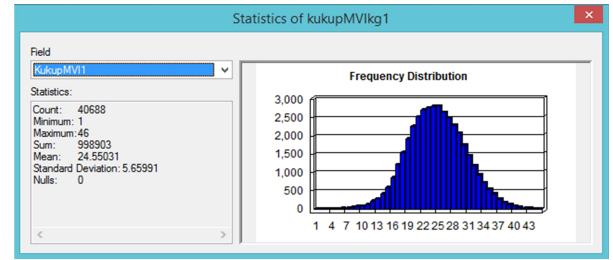 Statistics of kukupMVIkg1
Field
KukupMVI1
Statistics:
Count: 40688
Minimum: 1
Maximum: 46
Sum: 998903
Mean: 24.55031
Standard Deviation: 5.65991
Nulls: 0
Frequency Distribution
3,000
2,500
2,000
1,500
1,000
500
0
1 4 7 10 13 16 19 22 25 28 31 34 37 40 43